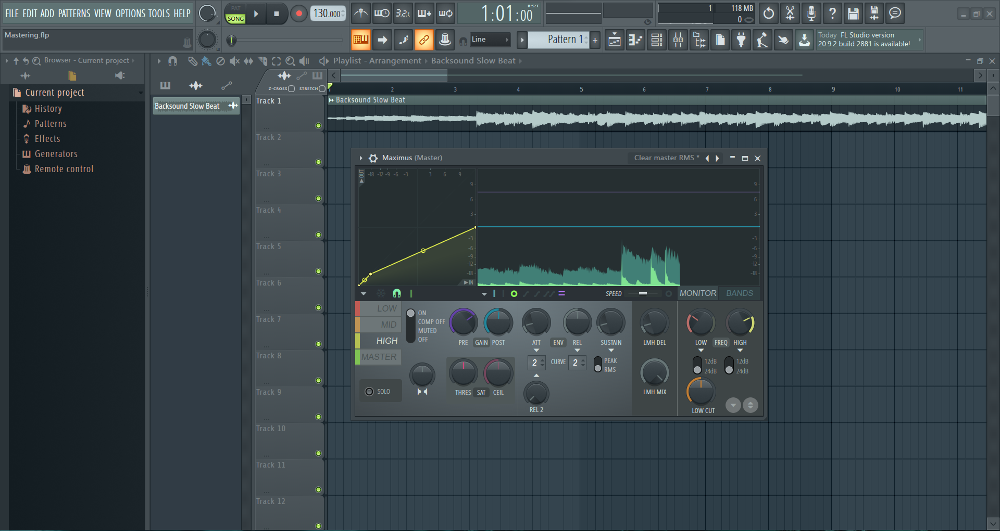 FILE EDIT ADD PATTERNS VIEW OPTIONS TOOLS HELP
PAT
SONG
130.000
3.2.
1:01:00
B:S:T
1
118 MB
0
Mastering.flp
Line
Pattern 1
Today FL Studio version
20.9.2 build 2881 is available!
Browser - Current project
Playlist - Arrangement
Backsound Slow Beat
Z-CROSS
STRETCH
Current project
History
Patterns
Effects
Generators
Remote control
Backsound Slow Beat
1 2 3 4 5 6 7 8 9 10 11
Track 1
Backsound Slow Beat
Track 2
Track 3
Track 4
Track 5
Track 6
Track 7
Track 8
Track 9
Track 10
Track 11
Track 12
Maximus (Master)
Clear master RMS *
OUT
-18 -12 -9 -6 -3 3 6 9
9
6
3
-3
-6
-9
-12
-18
IN
9
6
3
-3
-6
-9
-12
-18
SPEED
MONITOR
BANDS
LOW
MID
HIGH
MASTER
SOLO
ON
COMP OFF
MUTED
OFF
PRE GAIN POST
THRES SAT CEIL
ATT ENV REL
SUSTAIN
2 CURVE 2
PEAK
RMS
REL 2
LMH DEL
LMH MIX
LOW FREQ HIGH
12dB
24dB
12dB
24dB
LOW CUT